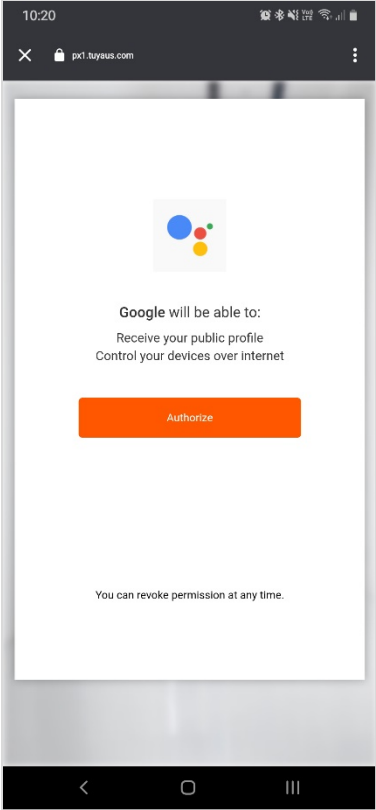 10:20
px1.tuyaus.com
Google will be able to:
Receive your public profile
Control your devices over internet
Authorize
You can revoke permission at any time.